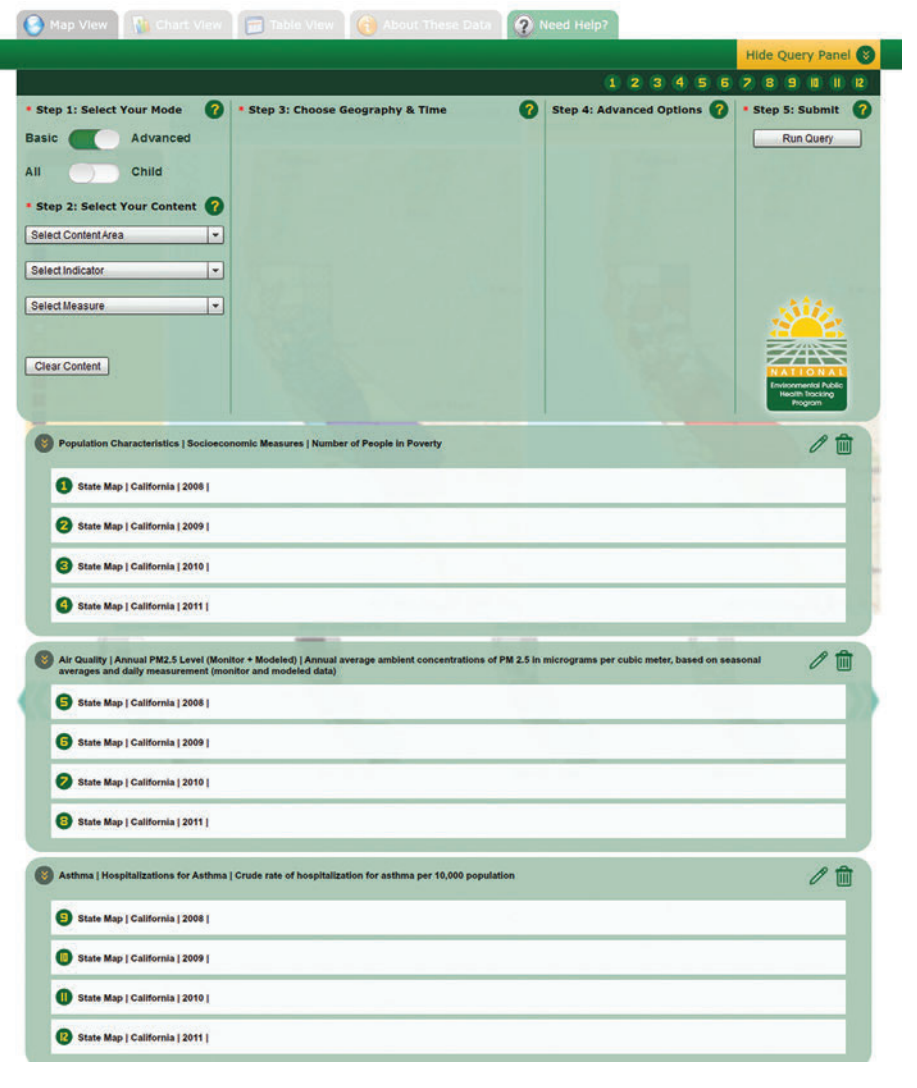 Map View Chart View Table View About These Data ? Need Help?
Hide Query Panel
1 2 3 4 5 6 7 8 9 10 11 12
* Step 1: Select Your Mode ? * Step 3: Choose Geography & Time ? Step 4: Advanced Options ? * Step 5: Submit ?
Basic Advanced Run Query
All Child
* Step 2: Select Your Content ?
Select Content Area
Select Indicator
Select Measure
Clear Content
NATIONAL
Environmental Public
Health Tracking
Program
Population Characteristics | Socioeconomic Measures | Number of People in Poverty
1 State Map | California | 2008 |
2 State Map | California | 2009 |
3 State Map | California | 2010 |
4 State Map | California | 2011 |
Air Quality | Annual PM2.5 Level (Monitor + Modeled) | Annual average ambient concentrations of PM 2.5 in micrograms per cubic meter, based on seasonal
averages and daily measurement (monitor and modeled data)
5 State Map | California | 2008 |
6 State Map | California | 2009 |
7 State Map | California | 2010 |
8 State Map | California | 2011 |
Asthma | Hospitalizations for Asthma | Crude rate of hospitalization for asthma per 10,000 population
9 State Map | California | 2008 |
10 State Map | California | 2009 |
11 State Map | California | 2010 |
12 State Map | California | 2011 |